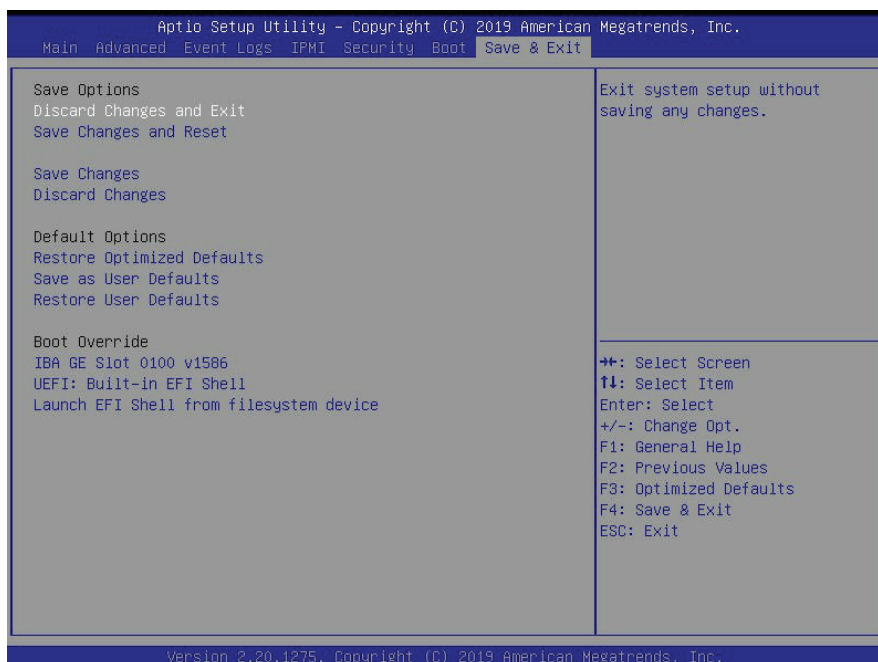 Aptio Setup Utility – Copyright (C) 2019 American Megatrends, Inc.
Main Advanced Event Logs IPMI Security Boot Save & Exit
Save Options
Discard Changes and Exit
Save Changes and Reset
Save Changes
Discard Changes
Default Options
Restore Optimized Defaults
Save as User Defaults
Restore User Defaults
Boot Override
IBA GE Slot 0100 v1586
UEFI: Built-in EFI Shell
Launch EFI Shell from filesystem device
Exit system setup without
saving any changes.
→←: Select Screen
↑↓: Select Item
Enter: Select
+/-: Change Opt.
F1: General Help
F2: Previous Values
F3: Optimized Defaults
F4: Save & Exit
ESC: Exit
Version 2.20.1275. Copyright (C) 2019 American Megatrends, Inc.